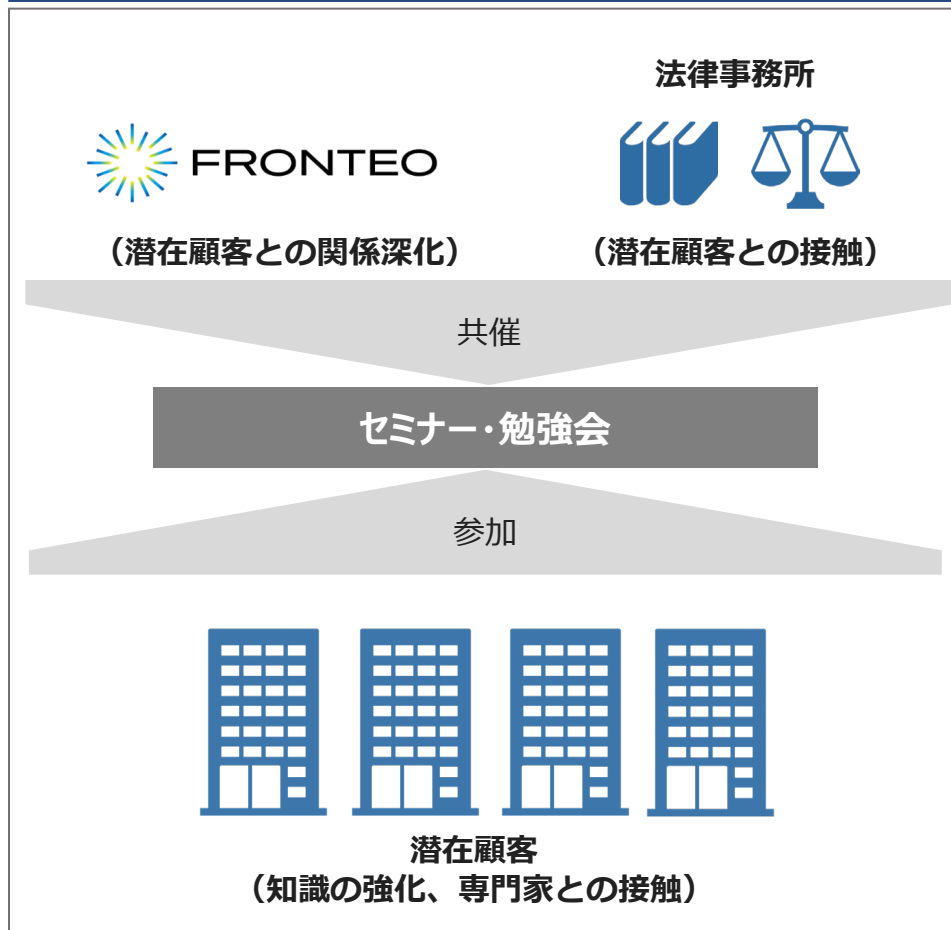 法律事務所
FRONTEO
（潜在顧客との関係深化）
（潜在顧客との接触）
共催
セミナー・勉強会
参加
潜在顧客
（知識の強化、専門家との接触）